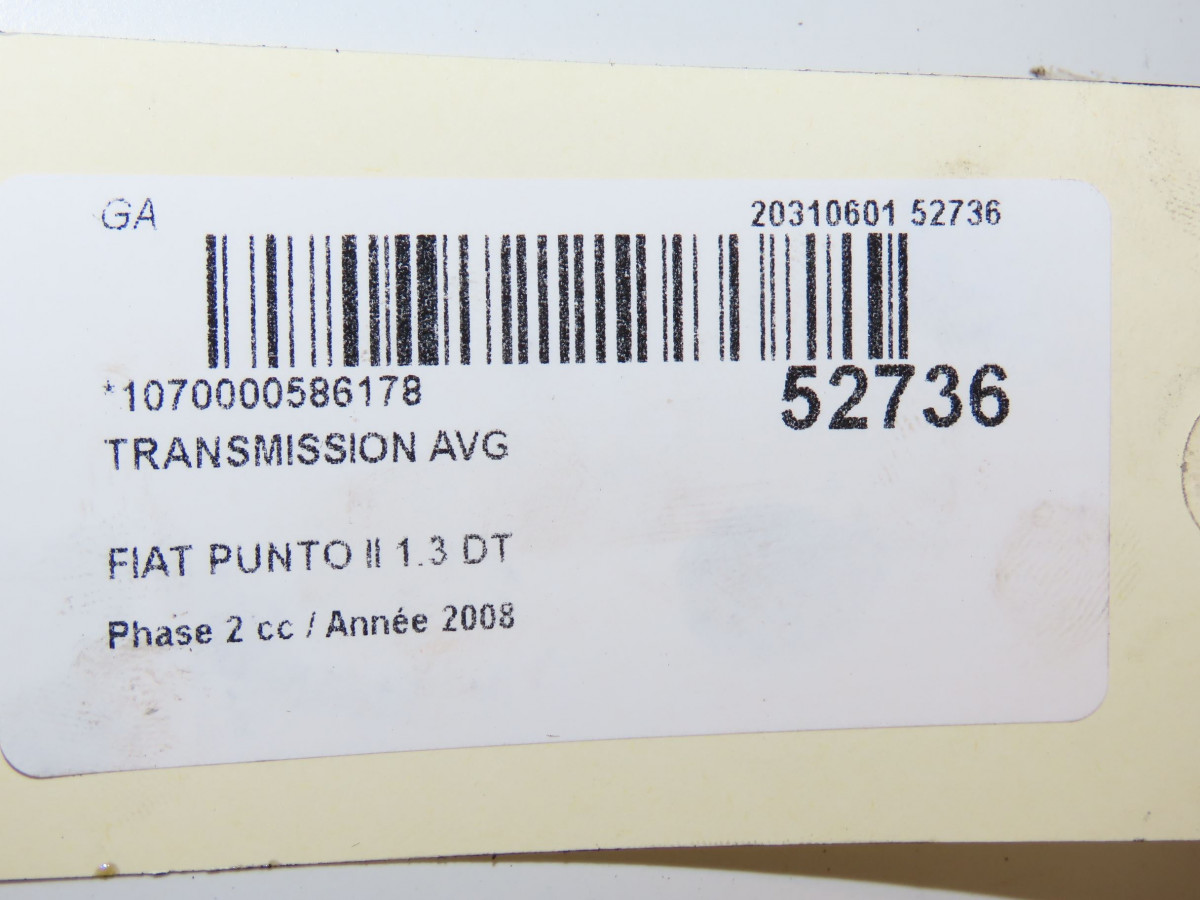 GA 20310601 52736
*1070000586178 52736
TRANSMISSION AVG
FIAT PUNTO II 1.3 DT
Phase 2 cc / Année 2008